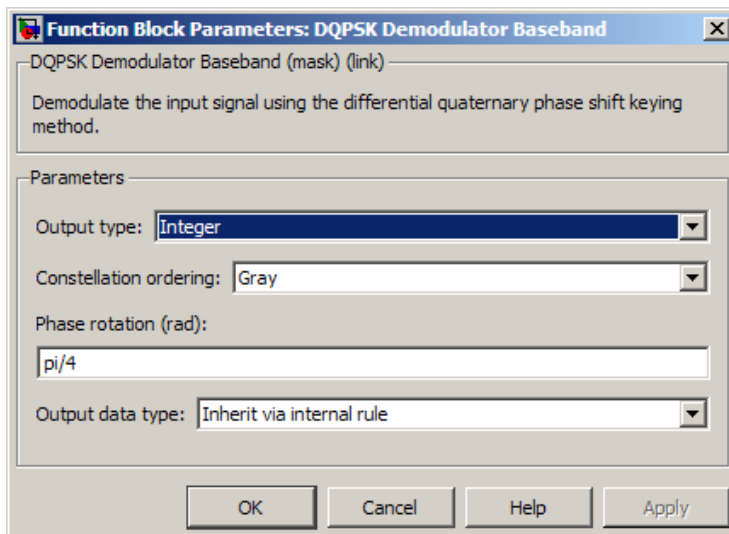 Function Block Parameters: DQPSK Demodulator Baseband
DQPSK Demodulator Baseband (mask) (link)
Demodulate the input signal using the differential quaternary phase shift keying
method.
Parameters
Output type: Integer
Constellation ordering: Gray
Phase rotation (rad):
pi/4
Output data type: Inherit via internal rule
OK Cancel Help Apply